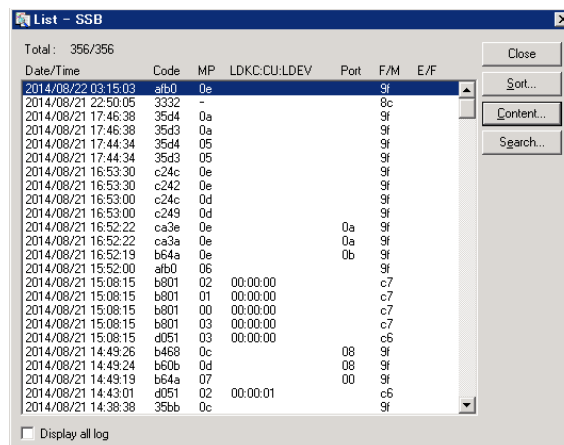 List - SSB
Total : 356/356
Close
Date/Time Code MP LDKC:CU:LDEV Port F/M E/F
Sort...
2014/08/22 03:15:03 afb0 0e 9f
2014/08/21 22:50:05 3332 - 8c
Content...
2014/08/21 17:46:38 35d4 0a 9f
2014/08/21 17:46:38 35d3 0a 9f
2014/08/21 17:44:34 35d4 05 9f
Search...
2014/08/21 17:44:34 35d3 05 9f
2014/08/21 16:53:30 c24c 0e 9f
2014/08/21 16:53:30 c242 0e 9f
2014/08/21 16:53:00 c24c 0d 9f
2014/08/21 16:53:00 c249 0d 9f
2014/08/21 16:52:22 ca3e 0e 0a 9f
2014/08/21 16:52:22 ca3a 0e 0a 9f
2014/08/21 16:52:19 b64a 0e 0b 9f
2014/08/21 15:52:00 afb0 06 9f
2014/08/21 15:08:15 b801 02 00:00:00 c7
2014/08/21 15:08:15 b801 01 00:00:00 c7
2014/08/21 15:08:15 b801 00 00:00:00 c7
2014/08/21 15:08:15 b801 03 00:00:00 c7
2014/08/21 15:08:15 d051 03 00:00:00 c6
2014/08/21 14:49:26 b468 0c 08 9f
2014/08/21 14:49:24 b60b 0d 08 9f
2014/08/21 14:49:19 b64a 07 00 9f
2014/08/21 14:43:01 d051 02 00:00:01 c6
2014/08/21 14:38:38 35bb 0c 9f
Display all log